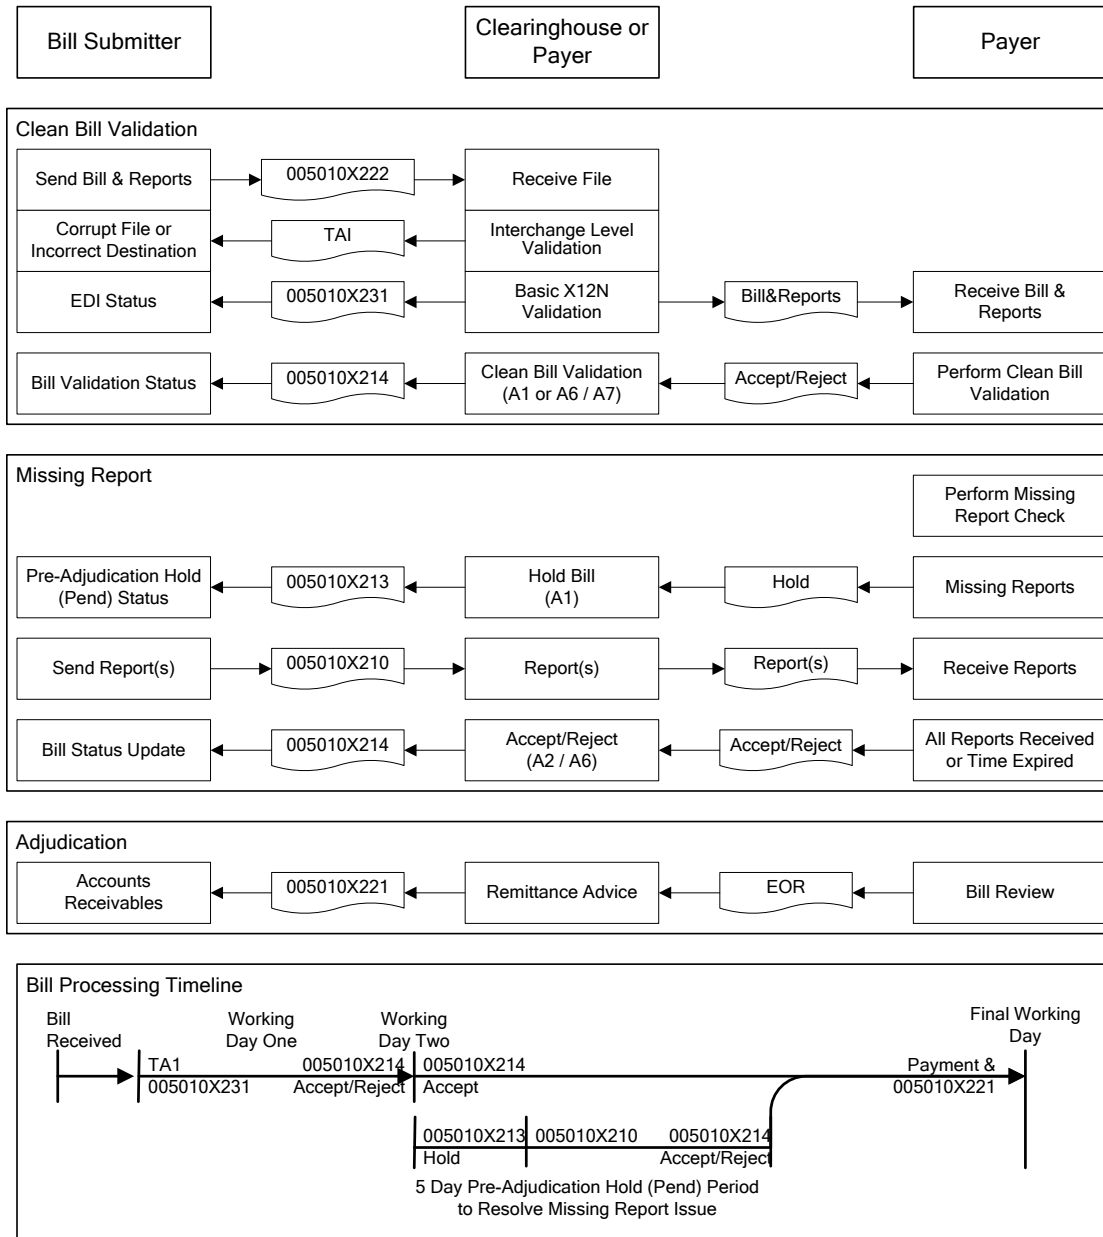 Bill Submitter
Clearinghouse or
Payer
Payer
Clean Bill Validation
Send Bill & Reports
005010X222
Receive File
Corrupt File or
Incorrect Destination
TAI
Interchange Level
Validation
EDI Status
005010X231
Basic X12N
Validation
Bill&Reports
Receive Bill &
Reports
Bill Validation Status
005010X214
Clean Bill Validation
(A1 or A6 / A7)
Accept/Reject
Perform Clean Bill
Validation
Missing Report
Perform Missing
Report Check
Pre-Adjudication Hold
(Pend) Status
005010X213
Hold Bill
(A1)
Hold
Missing Reports
Send Report(s)
005010X210
Report(s)
Report(s)
Receive Reports
Bill Status Update
005010X214
Accept/Reject
(A2 / A6)
Accept/Reject
All Reports Received
or Time Expired
Adjudication
Accounts
Receivables
005010X221
Remittance Advice
EOR
Bill Review
Bill Processing Timeline
Bill
Received
Working
Day One
Working
Day Two
Final Working
Day
TA1
005010X231
005010X214
Accept/Reject
005010X214
Accept
Payment &
005010X221
005010X213
Hold
005010X210
005010X214
Accept/Reject
5 Day Pre-Adjudication Hold (Pend) Period
to Resolve Missing Report Issue